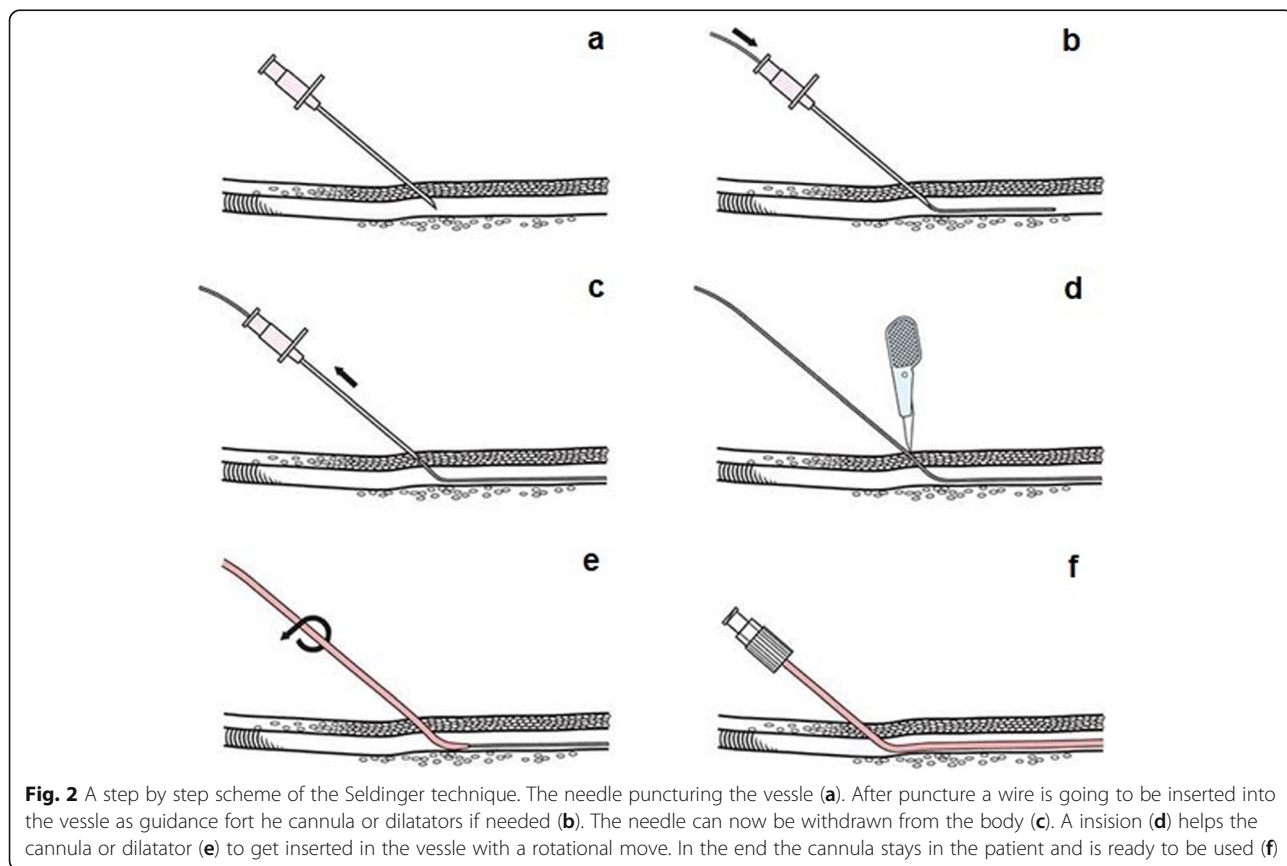 a
b
c
d
e
f
Fig. 2 A step by step scheme of the Seldinger technique. The needle puncturing the vessle (a). After puncture a wire is going to be inserted into
the vessle as guidance fort he cannula or dilatators if needed (b). The needle can now be withdrawn from the body (c). A insision (d) helps the
cannula or dilatator (e) to get inserted in the vessle with a rotational move. In the end the cannula stays in the patient and is ready to be used (f)